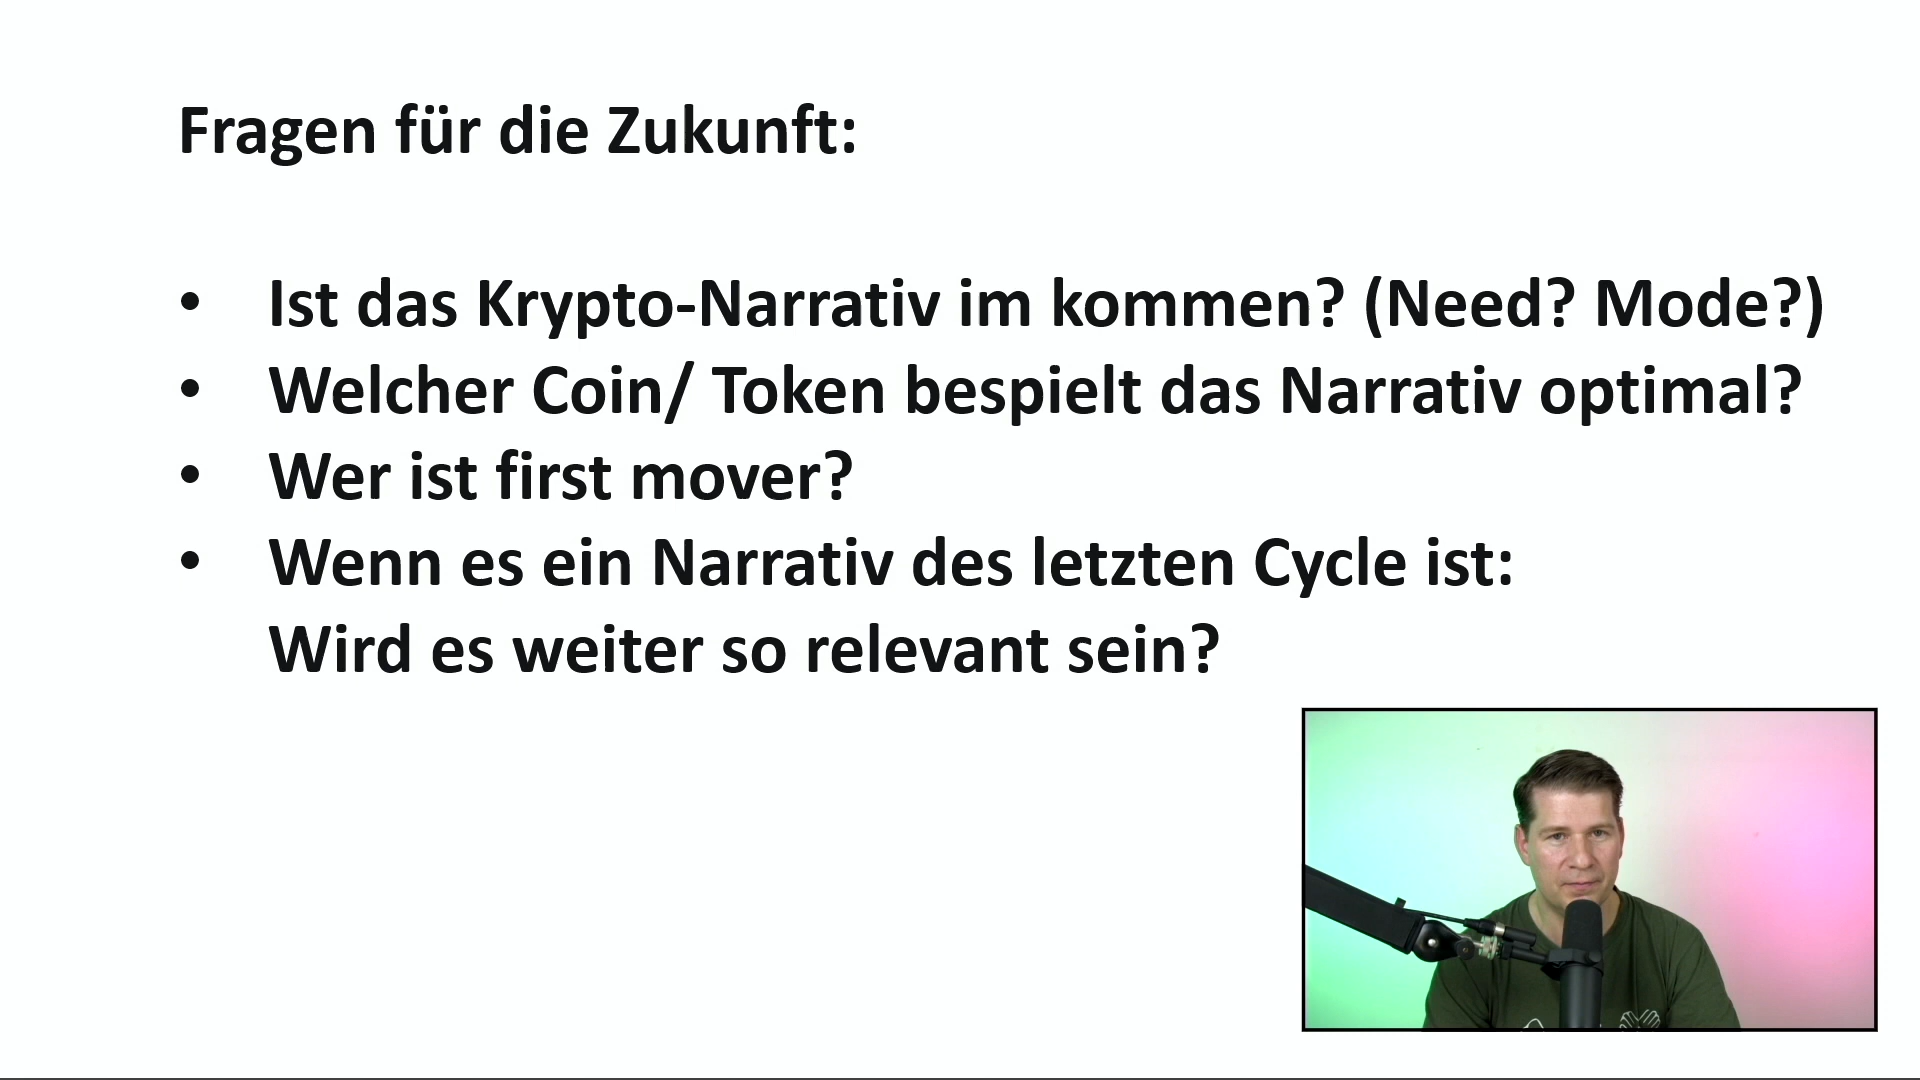 Fragen für die Zukunft:
• Ist das Krypto-Narrativ im kommen? (Need? Mode?)
• Welcher Coin/ Token bespielt das Narrativ optimal?
• Wer ist first mover?
• Wenn es ein Narrativ des letzten Cycle ist:
Wird es weiter so relevant sein?